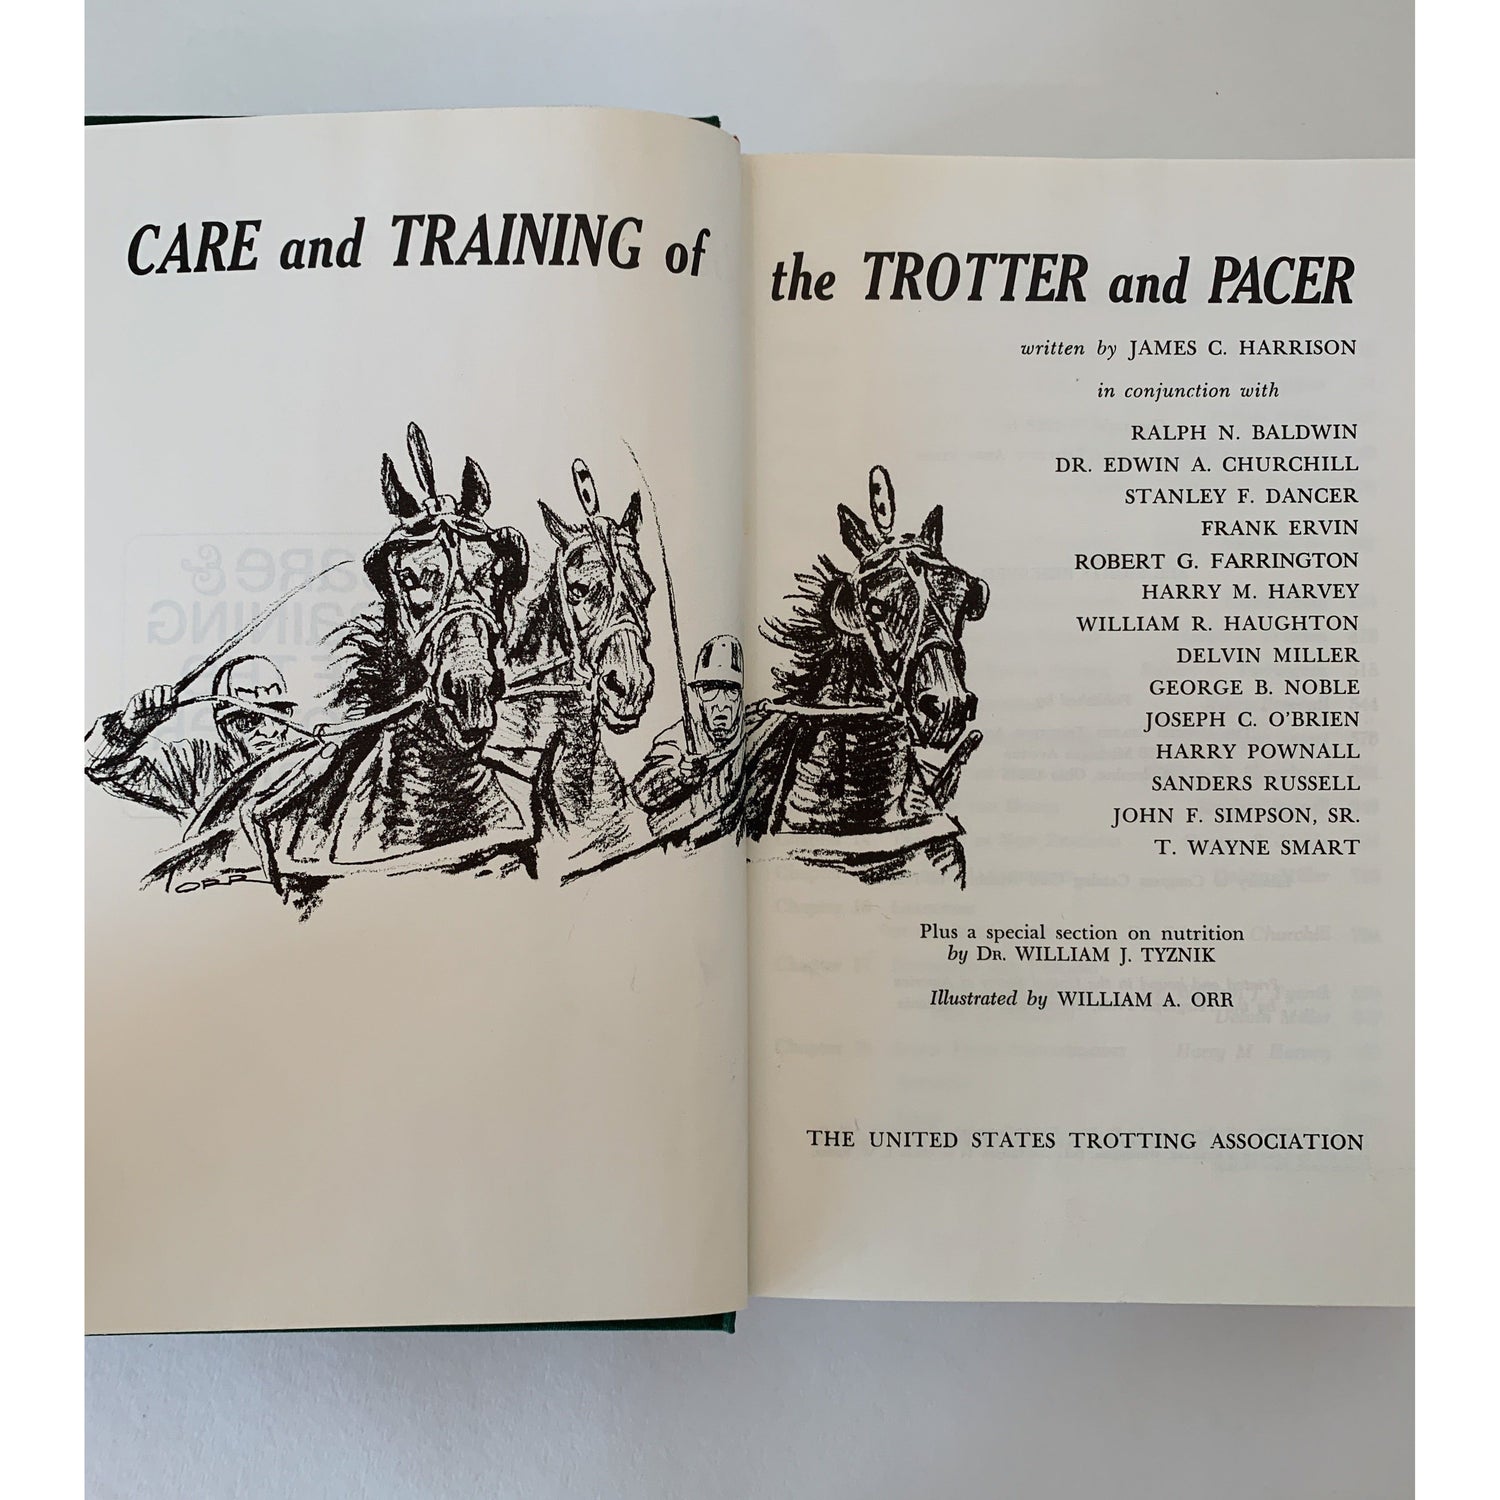 CARE and TRAINING of the TROTTER and PACER
written by JAMES C. HARRISON
in conjunction with
RALPH N. BALDWIN
DR. EDWIN A. CHURCHILL
STANLEY F. DANCER
FRANK ERVIN
ROBERT G. FARRINGTON
HARRY M. HARVEY
WILLIAM R. HAUGHTON
DELVIN MILLER
GEORGE B. NOBLE
JOSEPH C. O'BRIEN
HARRY POWNALL
SANDERS RUSSELL
JOHN F. SIMPSON, SR.
T. WAYNE SMART
ORR
Plus a special section on nutrition
by DR. WILLIAM J. TYZNIK
Illustrated by WILLIAM A. ORR
THE UNITED STATES TROTTING ASSOCIATION